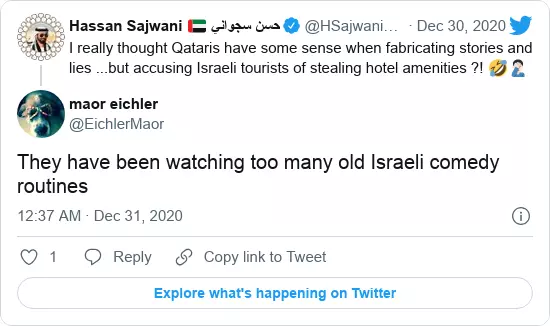 Hassan Sajwani 🇦🇪 حسن سجواني @HSajwani… · Dec 30, 2020
I really thought Qataris have some sense when fabricating stories and
lies ...but accusing Israeli tourists of stealing hotel amenities ?! 🤣🤦🏻‍♂️
maor eichler
@EichlerMaor
They have been watching too many old Israeli comedy
routines
12:37 AM · Dec 31, 2020
1 Reply Copy link to Tweet
Explore what's happening on Twitter